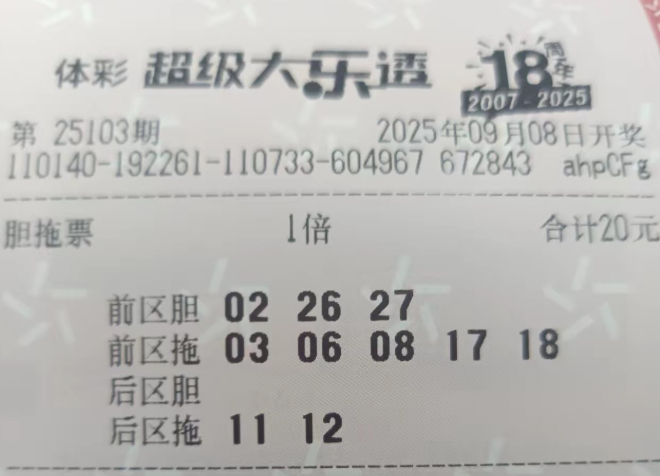 体彩 超级大乐透 18周年
2007-2025
第 25103期 2025年09月08日开奖
110140-192261-110733-604967 672843 ahpCFg
胆拖票 1倍 合计20元
前区胆 02 26 27
前区拖 03 06 08 17 18
后区胆
后区拖 11 12